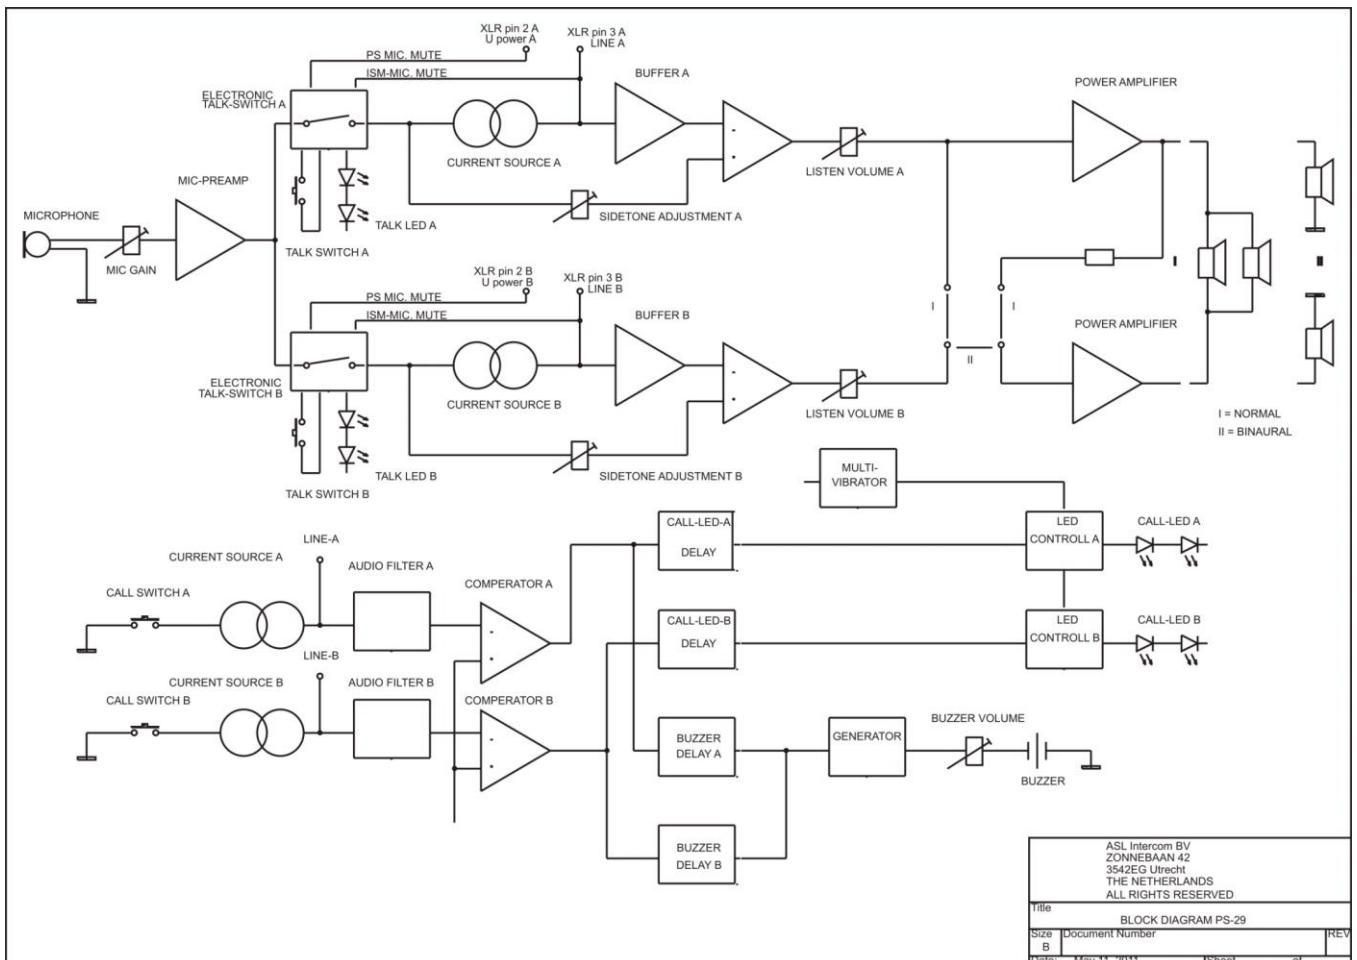 XLR pin 2 A
U power A
XLR pin 3 A
LINE A
PS MIC. MUTE
ISM-MIC. MUTE
BUFFER A
POWER AMPLIFIER
ELECTRONIC
TALK-SWITCH A
CURRENT SOURCE A
LISTEN VOLUME A
MIC-PREAMP
MICROPHONE
TALK LED A
SIDETONE ADJUSTMENT A
TALK SWITCH A
MIC GAIN
I
II
XLR pin 2 B
U power B
XLR pin 3 B
LINE B
PS MIC. MUTE
ISM-MIC. MUTE
BUFFER B
I
I
POWER AMPLIFIER
II
ELECTRONIC
TALK-SWITCH B
CURRENT SOURCE B
LISTEN VOLUME B
I = NORMAL
II = BINAURAL
TALK LED B
SIDETONE ADJUSTMENT B
TALK SWITCH B
MULTI-
VIBRATOR
CALL-LED-A
DELAY
LED
CONTROLL A
CALL-LED A
LINE-A
CURRENT SOURCE A
AUDIO FILTER A
COMPERATOR A
CALL SWITCH A
CALL-LED-B
DELAY
LED
CONTROLL B
CALL-LED B
LINE-B
CURRENT SOURCE B
AUDIO FILTER B
COMPERATOR B
CALL SWITCH B
BUZZER
DELAY A
GENERATOR
BUZZER VOLUME
BUZZER
BUZZER
DELAY B
ASL Intercom BV
ZONNEBAAN 42
3542EG Utrecht
THE NETHERLANDS
ALL RIGHTS RESERVED
Title
BLOCK DIAGRAM PS-29
Size
B
Document Number
REV
Date: May 11, 2011 Sheet of